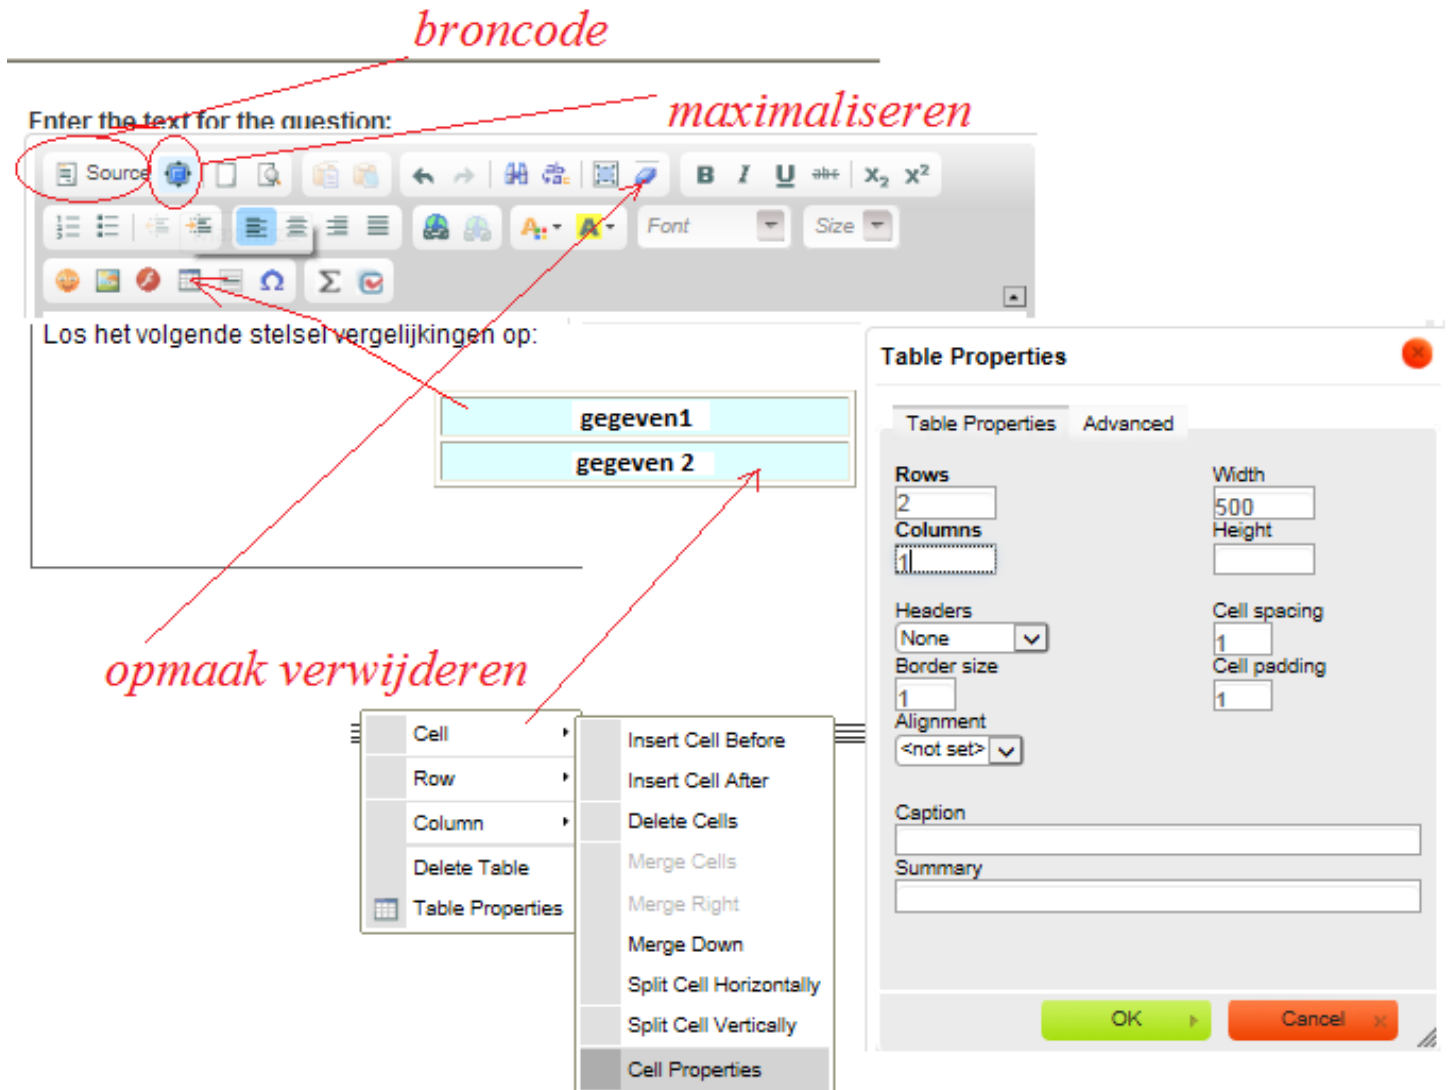 broncode
maximaliseren
Enter the text for the question:
Source
B I U abc X₂ X²
Font
Size
Los het volgende stelsel vergelijkingen op:
gegeven1
gegeven 2
opmaak verwijderen
Cell
Row
Column
Delete Table
Table Properties
Insert Cell Before
Insert Cell After
Delete Cells
Merge Cells
Merge Right
Merge Down
Split Cell Horizontally
Split Cell Vertically
Cell Properties
Table Properties
Table Properties Advanced
Rows Width
2 500
Columns Height
1
Headers Cell spacing
None 1
Border size Cell padding
1 1
Alignment
<not set>
Caption
Summary
OK Cancel